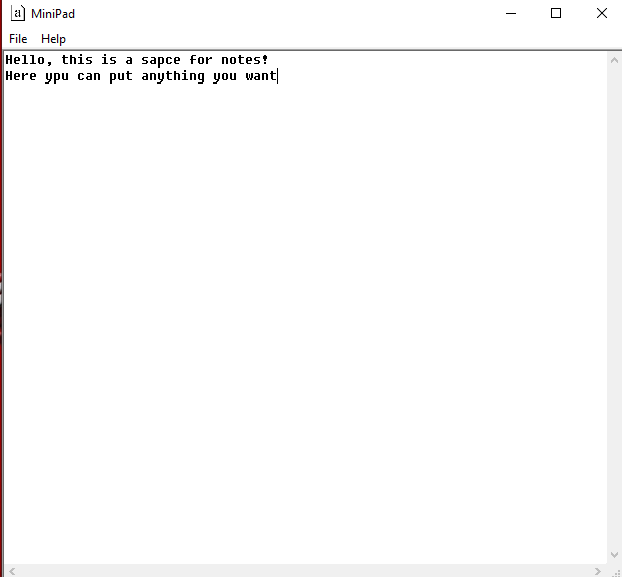 MiniPad
File Help
Hello, this is a sapce for notes!
Here ypu can put anything you want